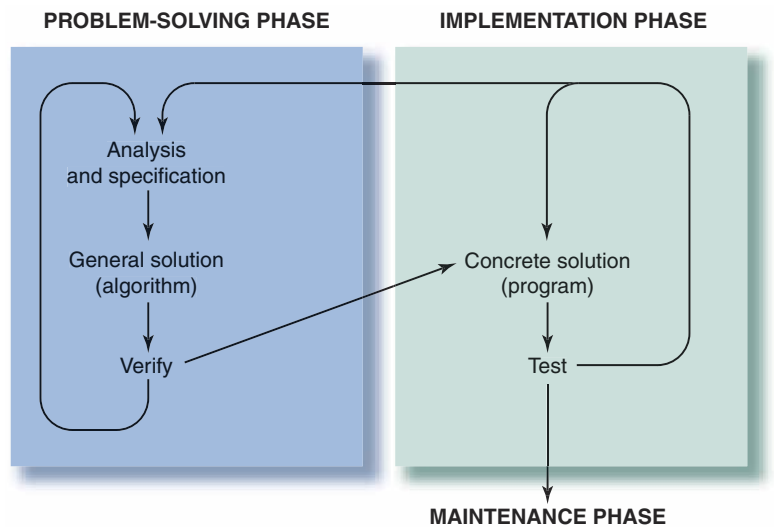 PROBLEM-SOLVING PHASE
IMPLEMENTATION PHASE
Analysis
and specification
General solution
(algorithm)
Verify
Concrete solution
(program)
Test
MAINTENANCE PHASE